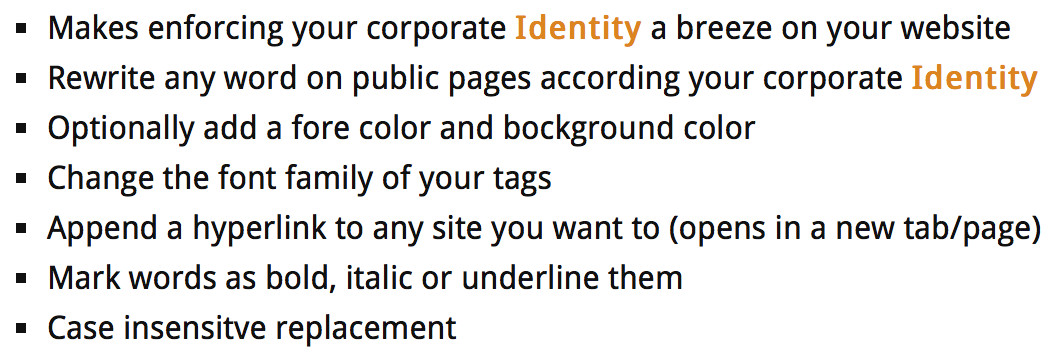 Makes enforcing your corporate Identity a breeze on your website
Rewrite any word on public pages according your corporate Identity
Optionally add a fore color and bockground color
Change the font family of your tags
Append a hyperlink to any site you want to (opens in a new tab/page)
Mark words as bold, italic or underline them
Case insensitve replacement